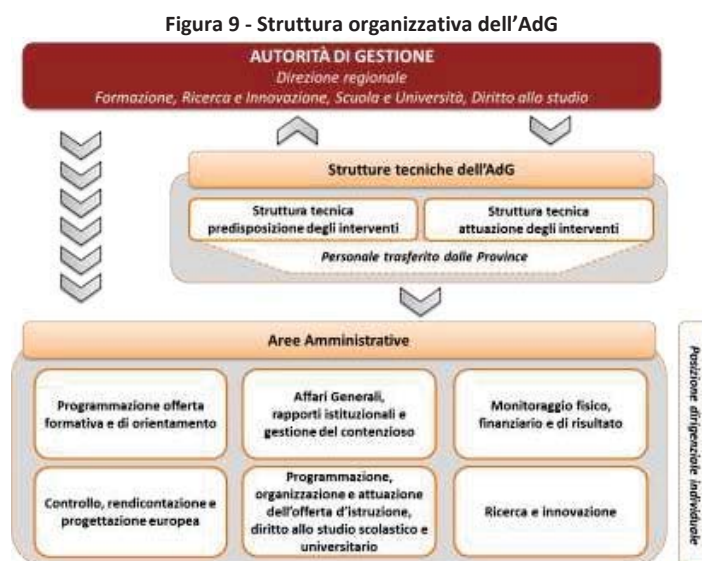 Figura 9 - Struttura organizzativa dell’AdG
AUTORITÀ DI GESTIONE
Direzione regionale
Formazione, Ricerca e Innovazione, Scuola e Università, Diritto allo studio
Strutture tecniche dell’AdG
Struttura tecnica
predisposizione degli interventi
Struttura tecnica
attuazione degli interventi
Personale trasferito dalle Province
Aree Amministrative
Programmazione offerta
formativa e di orientamento
Affari Generali,
rapporti istituzionali e
gestione del contenzioso
Monitoraggio fisico,
finanziario e di risultato
Controllo, rendicontazione e
progettazione europea
Programmazione,
organizzazione e attuazione
dell’offerta d’istruzione,
diritto allo studio scolastico e
universitario
Ricerca e innovazione
Posizione dirigenziale individuale